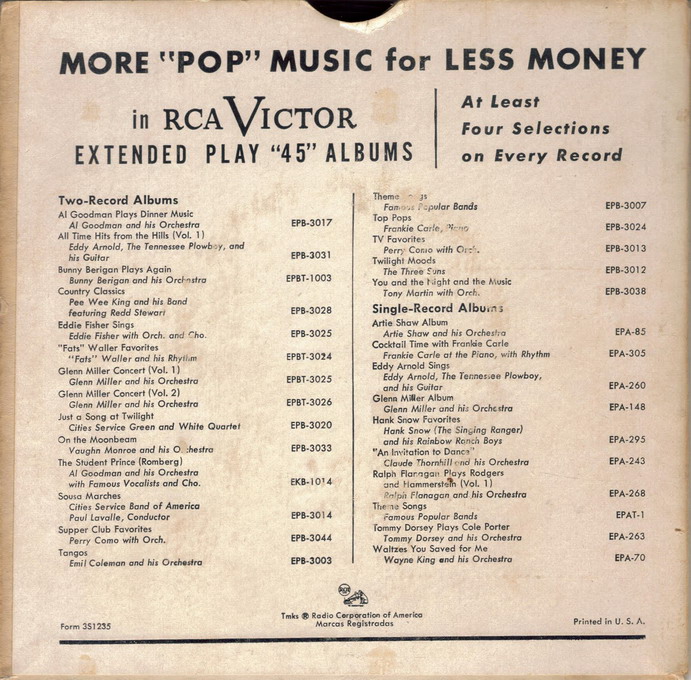 MORE "POP" MUSIC for LESS MONEY
in RCA VICTOR
EXTENDED PLAY "45" ALBUMS
At Least
Four Selections
on Every Record
Two-Record Albums
Al Goodman Plays Dinner Music
Al Goodman and his Orchestra EPB-3017
All Time Hits from the Hills (Vol. 1)
Eddy Arnold, The Tennessee Plowboy, and
his Guitar EPB-3031
Bunny Berigan Plays Again
Bunny Berigan and his Orchestra EPBT-1003
Country Classics
Pee Wee King and his Band
featuring Redd Stewart EPB-3028
Eddie Fisher Sings
Eddie Fisher with Orch. and Cho. EPB-3025
"Fats" Waller Favorites
"Fats" Waller and his Rhythm EPBT-3024
Glenn Miller Concert (Vol. 1)
Glenn Miller and his Orchestra EPBT-3025
Glenn Miller Concert (Vol. 2)
Glenn Miller and his Orchestra EPBT-3026
Just a Song at Twilight
Cities Service Green and White Quartet EPB-3020
On the Moonbeam
Vaughn Monroe and his Orchestra EPB-3033
The Student Prince (Romberg)
Al Goodman and his Orchestra
with Famous Vocalists and Cho. EKB-1014
Sousa Marches
Cities Service Band of America
Paul Lavalle, Conductor EPB-3014
Supper Club Favorites
Perry Como with Orch. EPB-3044
Tangos
Emil Coleman and his Orchestra EPB-3003
Theme Songs
Famous Popular Bands EPB-3007
Top Pops
Frankie Carle, Piano EPB-3024
TV Favorites
Perry Como with Orch. EPB-3013
Twilight Moods
The Three Suns EPB-3012
You and the Night and the Music
Tony Martin with Orch. EPB-3038
Single-Record Albums
Artie Shaw Album
Artie Shaw and his Orchestra EPA-85
Cocktail Time with Frankie Carle
Frankie Carle at the Piano, with Rhythm EPA-305
Eddy Arnold Sings
Eddy Arnold, The Tennessee Plowboy,
and his Guitar EPA-260
Glenn Miller Album
Glenn Miller and his Orchestra EPA-148
Hank Snow Favorites
Hank Snow (The Singing Ranger)
and his Rainbow Ranch Boys EPA-295
"An Invitation to Dance"
Claude Thornhill and his Orchestra EPA-243
Ralph Flanagan Plays Rodgers
and Hammerstein (Vol. 1)
Ralph Flanagan and his Orchestra EPA-268
Theme Songs
Famous Popular Bands EPAT-1
Tommy Dorsey Plays Cole Porter
Tommy Dorsey and his Orchestra EPA-263
Waltzes You Saved for Me
Wayne King and his Orchestra EPA-70
RCA
Form 3S1235
Tmks ® Radio Corporation of America
Marcas Registradas
Printed in U. S. A.